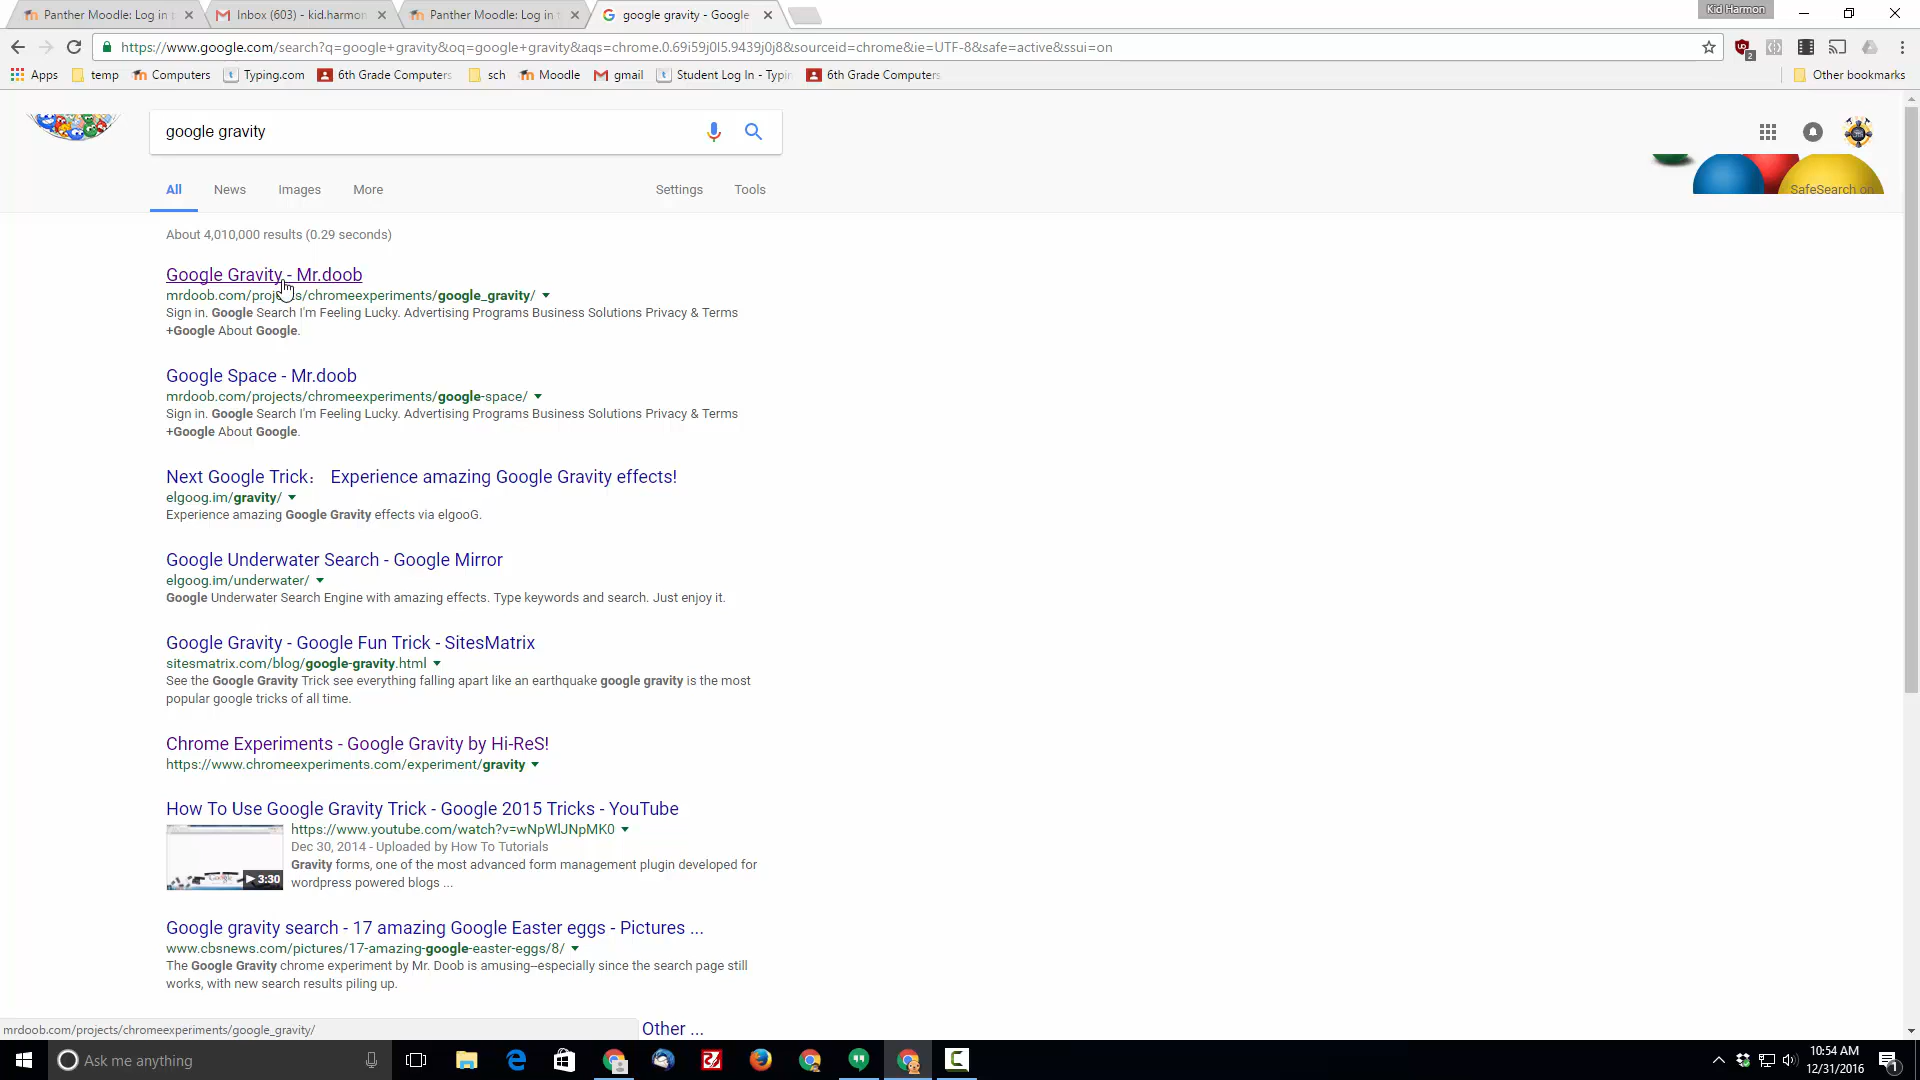 Panther Moodle: Log in
Inbox (603) - kid.harmon
Panther Moodle: Log in
google gravity - Google
Kid Harmon
https://www.google.com/search?q=google+gravity&oq=google+gravity&aqs=chrome.0.69i59j0l5.9439j0j8&sourceid=chrome&ie=UTF-8&safe=active&ssui=on
2
Apps
temp
Computers
Typing.com
6th Grade Computers
sch
Moodle
gmail
Student Log In - Typin
6th Grade Computers
Other bookmarks
google gravity
All
News
Images
More
Settings
Tools
SafeSearch on
About 4,010,000 results (0.29 seconds)
Google Gravity - Mr.doob
mrdoob.com/projects/chromeexperiments/google_gravity/
Sign in. Google Search I'm Feeling Lucky. Advertising Programs Business Solutions Privacy & Terms
+Google About Google.
Google Space - Mr.doob
mrdoob.com/projects/chromeexperiments/google-space/
Sign in. Google Search I'm Feeling Lucky. Advertising Programs Business Solutions Privacy & Terms
+Google About Google.
Next Google Trick： Experience amazing Google Gravity effects!
elgoog.im/gravity/
Experience amazing Google Gravity effects via elgooG.
Google Underwater Search - Google Mirror
elgoog.im/underwater/
Google Underwater Search Engine with amazing effects. Type keywords and search. Just enjoy it.
Google Gravity - Google Fun Trick - SitesMatrix
sitesmatrix.com/blog/google-gravity.html
See the Google Gravity Trick see everything falling apart like an earthquake google gravity is the most
popular google tricks of all time.
Chrome Experiments - Google Gravity by Hi-ReS!
https://www.chromeexperiments.com/experiment/gravity
How To Use Google Gravity Trick - Google 2015 Tricks - YouTube
https://www.youtube.com/watch?v=wNpWlJNpMK0
Dec 30, 2014 - Uploaded by How To Tutorials
Gravity forms, one of the most advanced form management plugin developed for
wordpress powered blogs ...
Google
3:30
Google gravity search - 17 amazing Google Easter eggs - Pictures ...
www.cbsnews.com/pictures/17-amazing-google-easter-eggs/8/
The Google Gravity chrome experiment by Mr. Doob is amusing--especially since the search page still
works, with new search results piling up.
Other ...
mrdoob.com/projects/chromeexperiments/google_gravity/
Ask me anything
10:54 AM
12/31/2016
1